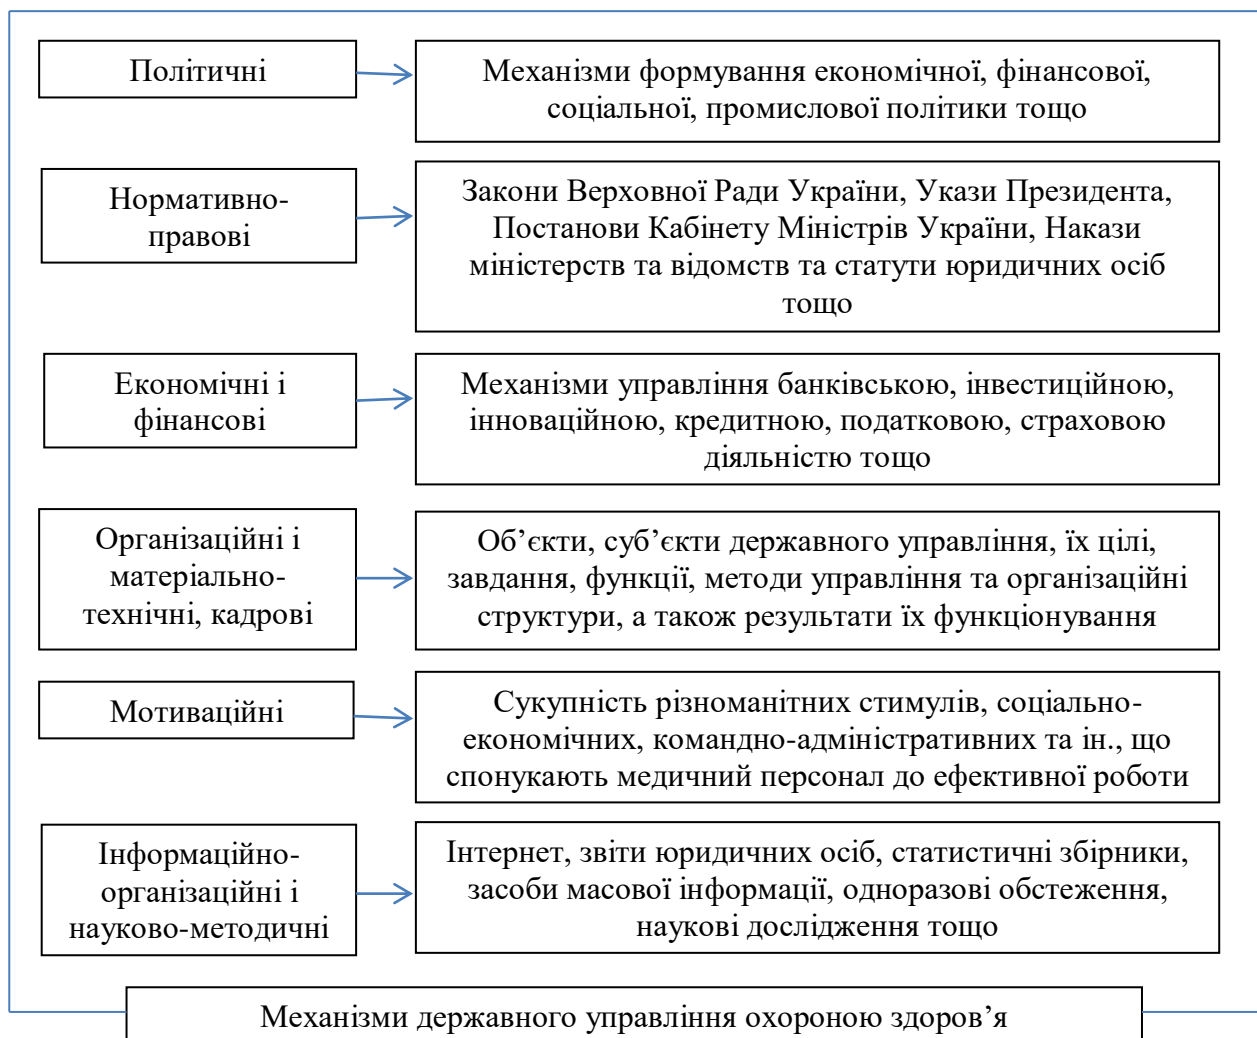 Політичні
Механізми формування економічної, фінансової,
соціальної, промислової політики тощо
Нормативно-
правові
Закони Верховної Ради України, Укази Президента,
Постанови Кабінету Міністрів України, Накази
міністерств та відомств та статути юридичних осіб
тощо
Економічні і
фінансові
Механізми управління банківською, інвестиційною,
інноваційною, кредитною, податковою, страховою
діяльністю тощо
Організаційні і
матеріально-
технічні, кадрові
Об’єкти, суб’єкти державного управління, їх цілі,
завдання, функції, методи управління та організаційні
структури, а також результати їх функціонування
Мотиваційні
Сукупність різноманітних стимулів, соціально-
економічних, командно-адміністративних та ін., що
спонукають медичний персонал до ефективної роботи
Інформаційно-
організаційні і
науково-методичні
Інтернет, звіти юридичних осіб, статистичні збірники,
засоби масової інформації, одноразові обстеження,
наукові дослідження тощо
Механізми державного управління охороною здоров’я